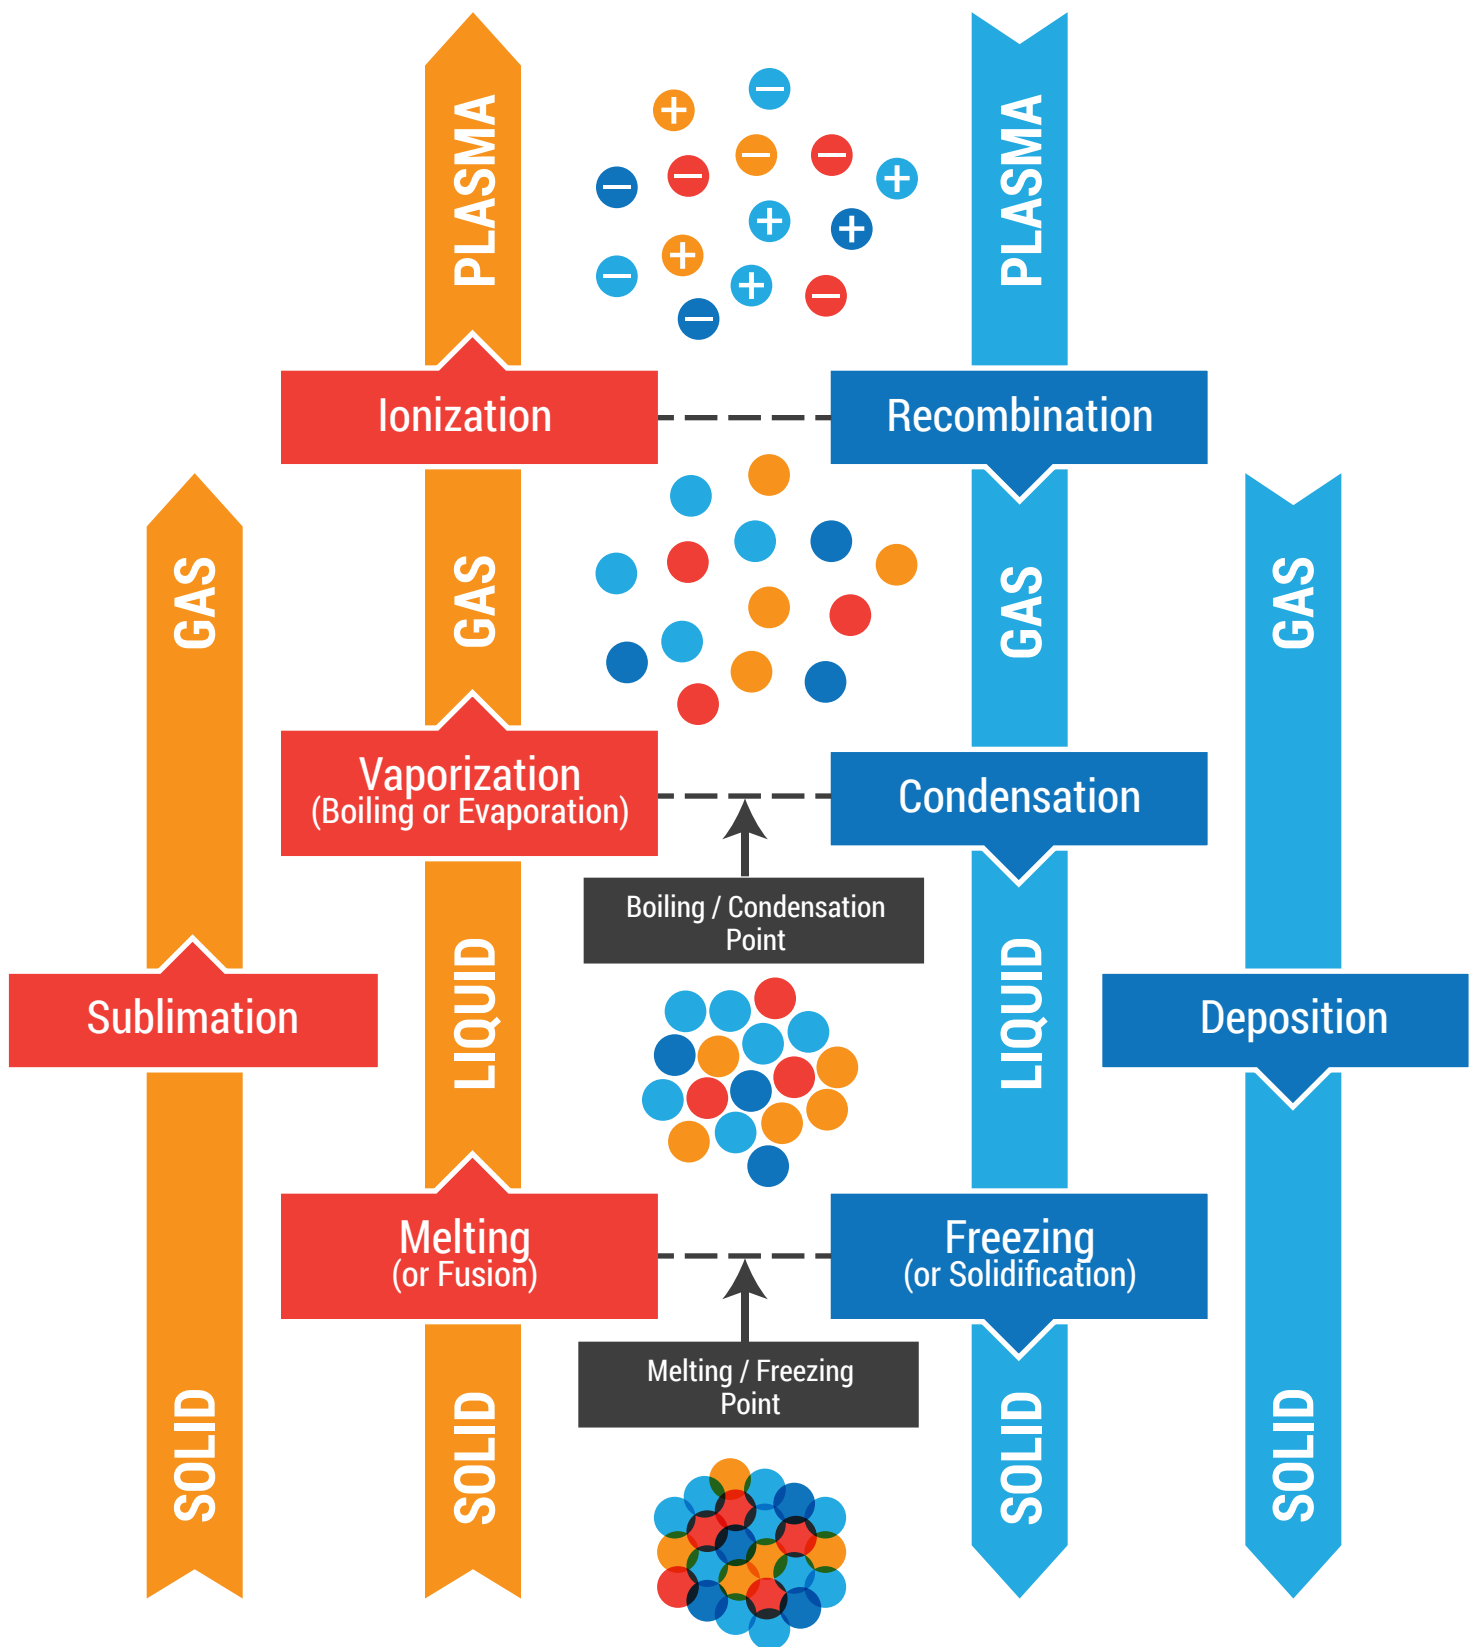 PLASMA
PLASMA
Ionization
Recombination
GAS
GAS
GAS
GAS
Vaporization
(Boiling or Evaporation)
Condensation
Boiling / Condensation
Point
Sublimation
LIQUID
LIQUID
Deposition
Melting
(or Fusion)
Freezing
(or Solidification)
Melting / Freezing
Point
SOLID
SOLID
SOLID
SOLID